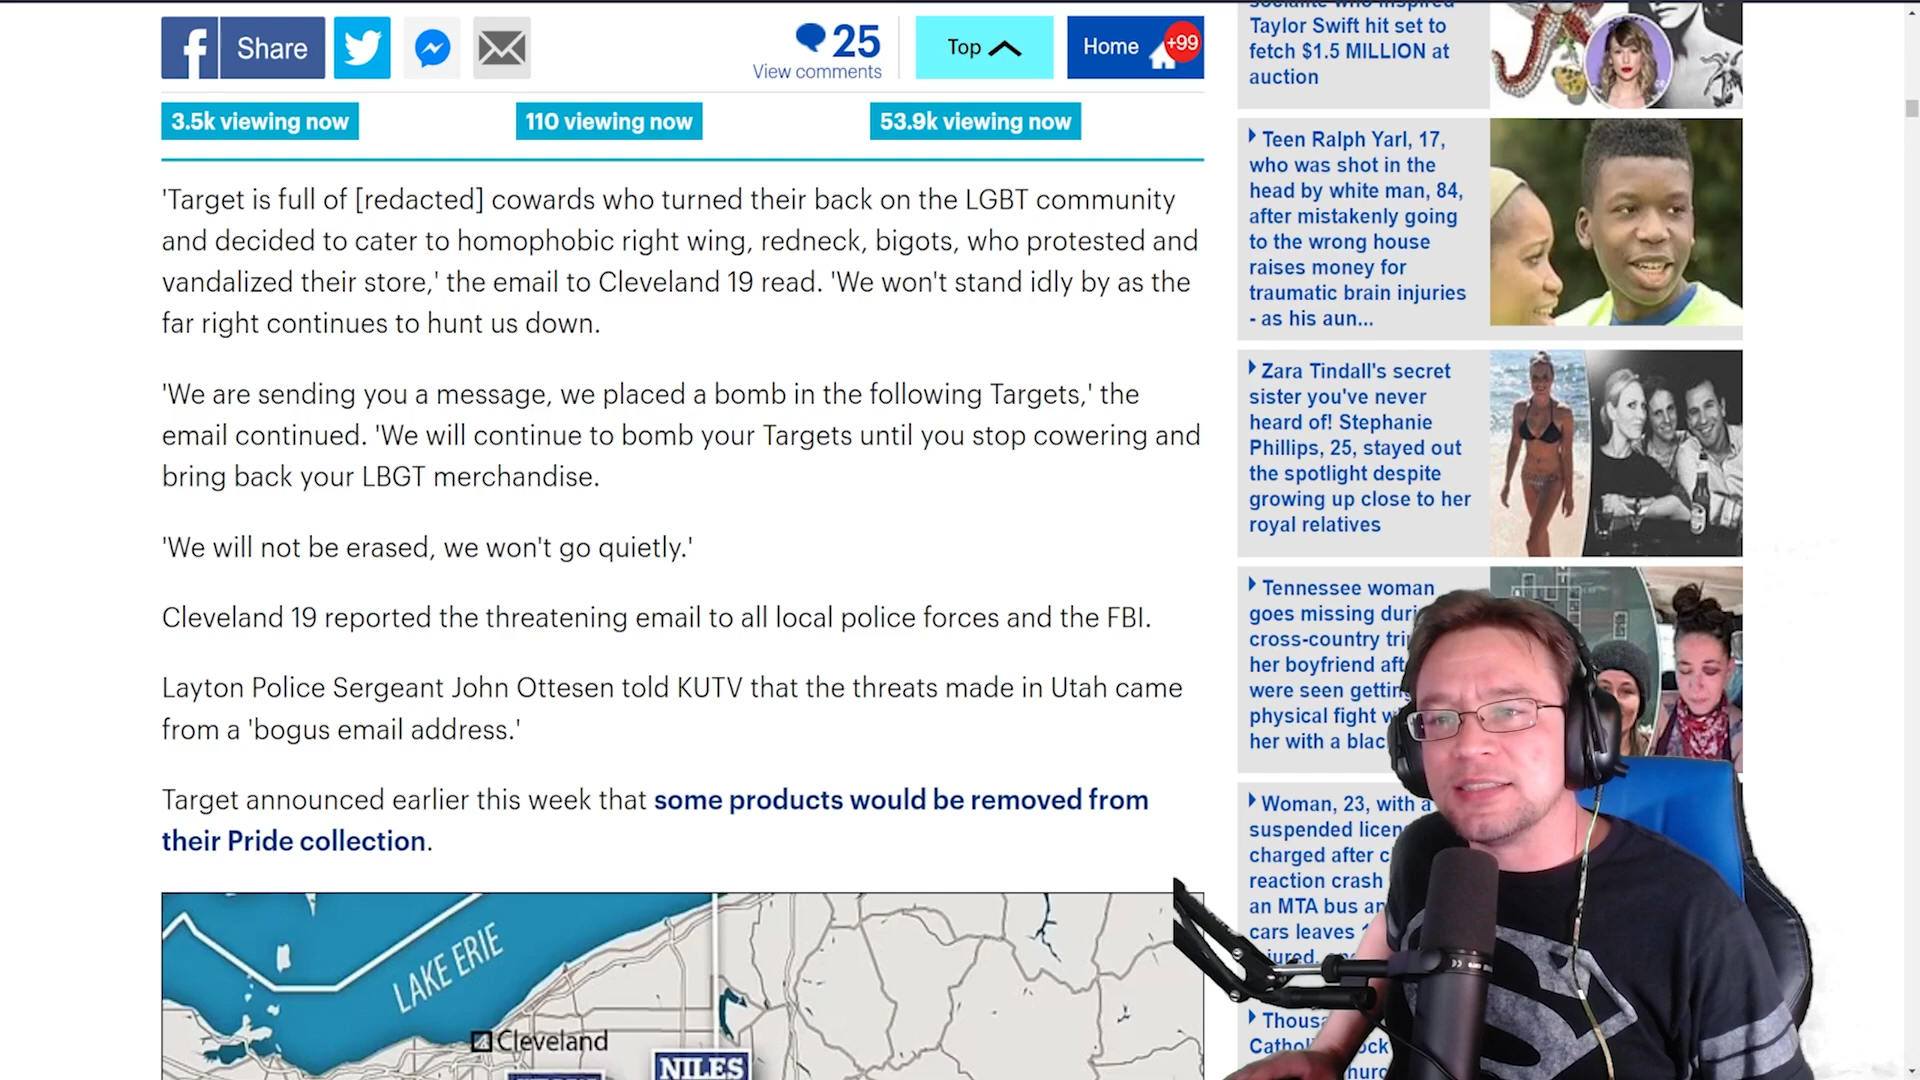 Share
25
View comments
Top
Home
+99
3.5k viewing now
110 viewing now
53.9k viewing now
'Target is full of [redacted] cowards who turned their back on the LGBT community
and decided to cater to homophobic right wing, redneck, bigots, who protested and
vandalized their store,' the email to Cleveland 19 read. 'We won't stand idly by as the
far right continues to hunt us down.
'We are sending you a message, we placed a bomb in the following Targets,' the
email continued. 'We will continue to bomb your Targets until you stop cowering and
bring back your LBGT merchandise.
'We will not be erased, we won't go quietly.'
Cleveland 19 reported the threatening email to all local police forces and the FBI.
Layton Police Sergeant John Ottesen told KUTV that the threats made in Utah came
from a 'bogus email address.'
Target announced earlier this week that some products would be removed from
their Pride collection.
LAKE ERIE
Cleveland
NILES
socialite who inspired
Taylor Swift hit set to
fetch $1.5 MILLION at
auction
Teen Ralph Yarl, 17,
who was shot in the
head by white man, 84,
after mistakenly going
to the wrong house
raises money for
traumatic brain injuries
- as his aun...
Zara Tindall's secret
sister you've never
heard of! Stephanie
Phillips, 25, stayed out
the spotlight despite
growing up close to her
royal relatives
Tennessee woman
goes missing
cross-country
her boyfriend
were seen
physical fight
her with a
Woman, 23, with a
suspended
charged after
reaction crash
an MTA bus
cars leaves